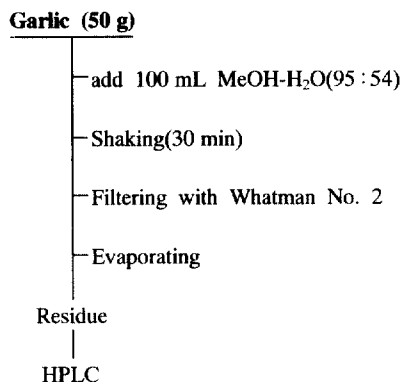 Garlic (50 g)
add 100 mL MeOH-H₂O(95 : 54)
Shaking(30 min)
Filtering with Whatman No. 2
Evaporating
Residue
HPLC